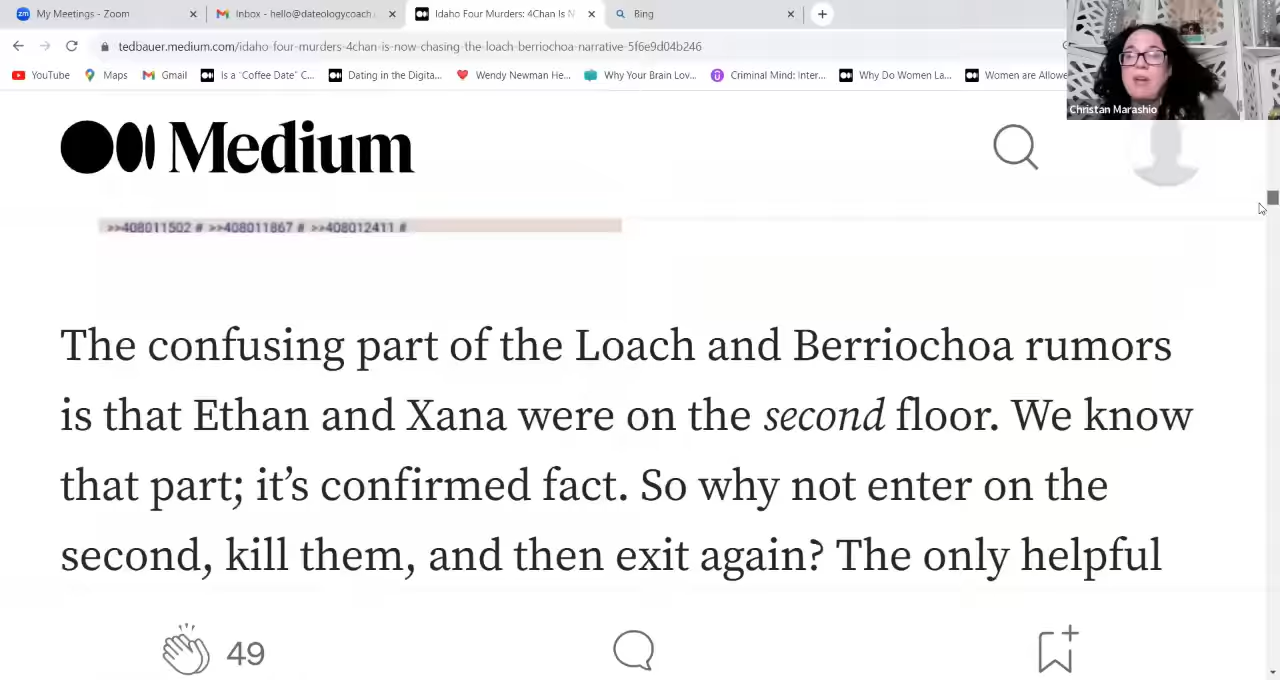 My Meetings - Zoom
Inbox - hello@dateologycoach
Idaho Four Murders: 4Chan Is N
Bing
tedbauer.medium.com/idaho-four-murders-4chan-is-now-chasing-the-loach-berriochoa-narrative-5f6e9d04b246
YouTube
Maps
Gmail
Is a "Coffee Date" C...
Dating in the Digita...
Wendy Newman He...
Why Your Brain Lov...
Criminal Mind: Inter...
Why Do Women La...
Women are Allowe
Christan Marashio
Medium
>>408011502 # >>408011867 # >>408012411 #
The confusing part of the Loach and Berriochoa rumors
is that Ethan and Xana were on the second floor. We know
that part; it's confirmed fact. So why not enter on the
second, kill them, and then exit again? The only helpful
49